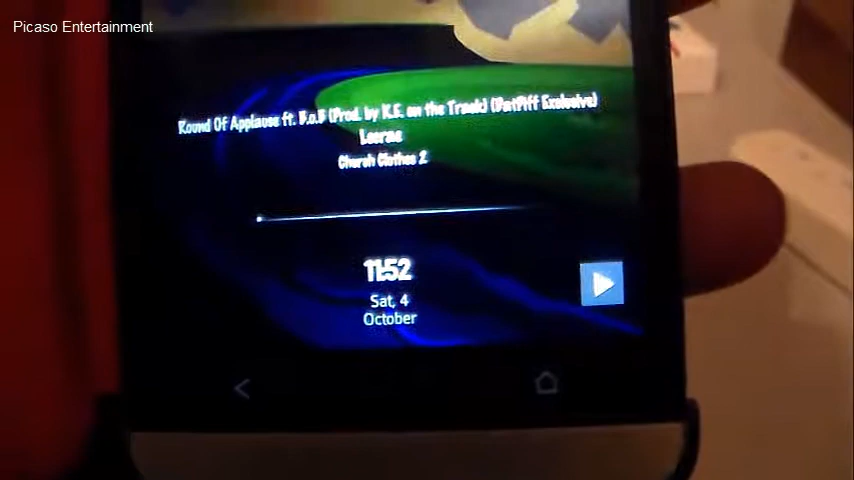 Picaso Entertainment
Round Of Applause ft. B.o.B (Prod. by K.E. on the Track) (DatPiff Exclusive)
Lecrae
Church Clothes 2
11:52
Sat, 4
October